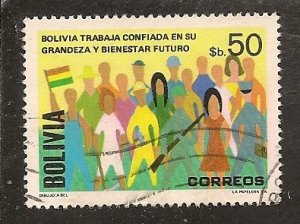 BOLIVIA TRABAJA CONFIADA EN SU
GRANDEZA Y BIENESTAR FUTURO
$b. 50
BOLIVIA
CORREOS